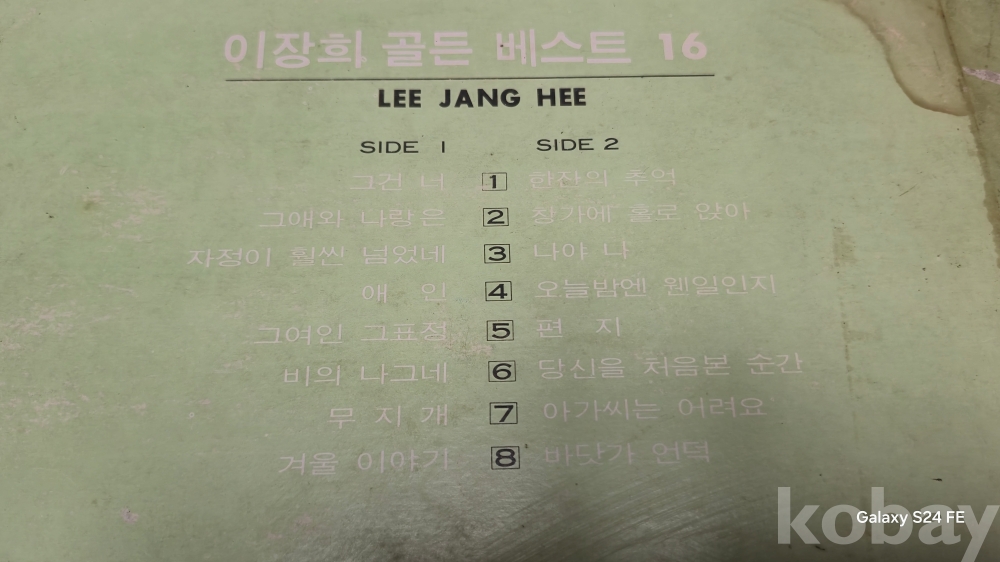 이장희 골든 베스트 16
LEE JANG HEE
SIDE 1 SIDE 2
그건 너 1 한잔의 추억
그애와 나랑은 2 창가에 홀로 앉아
자정이 훨씬 넘었네 3 나야 나
애 인 4 오늘밤엔 웬일인지
그여인 그표정 5 편 지
비의 나그네 6 당신을 처음본 순간
무 지 개 7 아가씨는 어려요
겨울 이야기 8 바닷가 언덕
kobay
Galaxy S24 FE